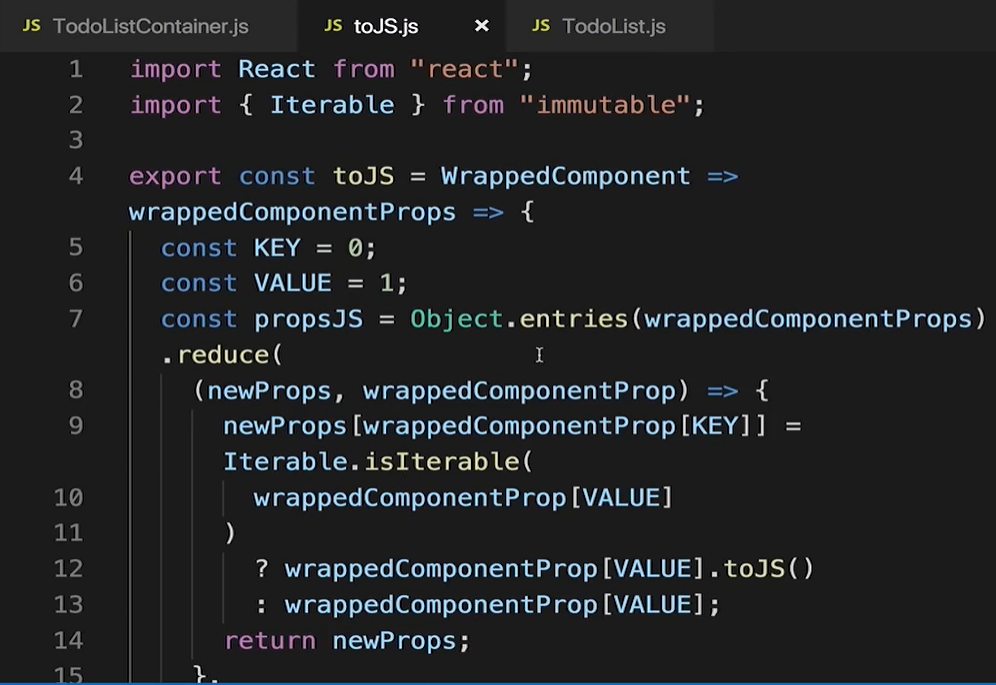 JS TodoListContainer.js JS toJS.js × JS TodoList.js
1 import React from "react";
2 import { Iterable } from "immutable";
3
4 export const toJS = WrappedComponent =>
wrappedComponentProps => {
5 const KEY = 0;
6 const VALUE = 1;
7 const propsJS = Object.entries(wrappedComponentProps)
.reduce(
8 (newProps, wrappedComponentProp) => {
9 newProps[wrappedComponentProp[KEY]] =
Iterable.isIterable(
10 wrappedComponentProp[VALUE]
11 )
12 ? wrappedComponentProp[VALUE].toJS()
13 : wrappedComponentProp[VALUE];
14 return newProps;
15 },